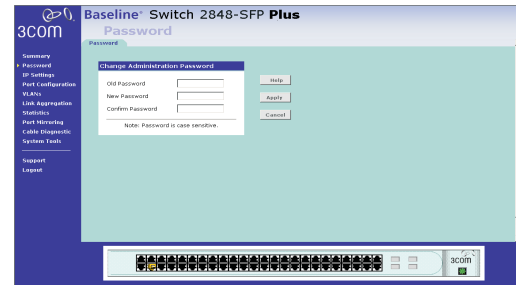 3COM
Baseline+ Switch 2848-SFP Plus
Password
Password
Summary
Password
IP Settings
Port Configuration
VLANs
Link Aggregation
Statistics
Port Mirroring
Cable Diagnostic
System Tools
Support
Logout
Change Administration Password
Old Password
New Password
Confirm Password
Note: Password is case sensitive.
Help
Apply
Cancel
3COM